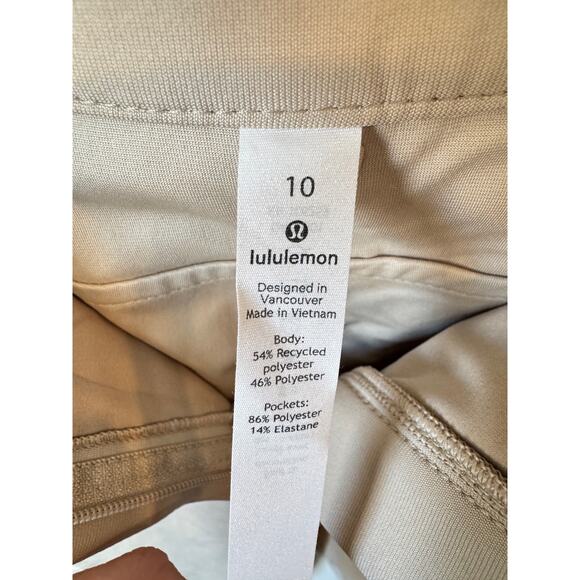 10
lululemon
Designed in
Vancouver
Made in Vietnam
Body:
54% Recycled
polyester
46% Polyester
Pockets:
86% Polyester
14% Elastane